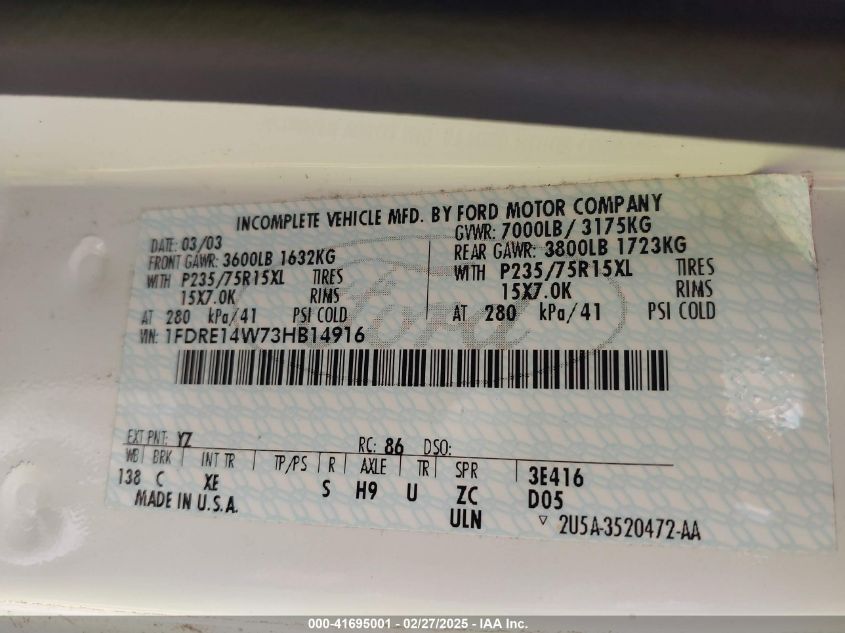 INCOMPLETE VEHICLE MFD. BY FORD MOTOR COMPANY
DATE: 03/03
GVWR: 7000LB/ 3175KG
FRONT GAWR: 3600LB 1632KG
REAR GAWR: 3800LB 1723KG
WITH P235/75R15XL TIRES
WITH P235/75R15XL TIRES
15X7.0K RIMS
15X7.0K RIMS
AT 280 kPa/41 PSI COLD
AT 280 kPa/41 PSI COLD
VIN: 1FDRE14W73HB14916
Ford
EXT PNT: YZ RC: 86 DSO:
WB BRK INT TR TP/PS R AXLE TR SPR 3E416
138 C XE S H9 U ZC D05
MADE IN U.S.A. ULN 2U5A-3520472-AA
000-41695001 - 02/27/2025 - IAA Inc.